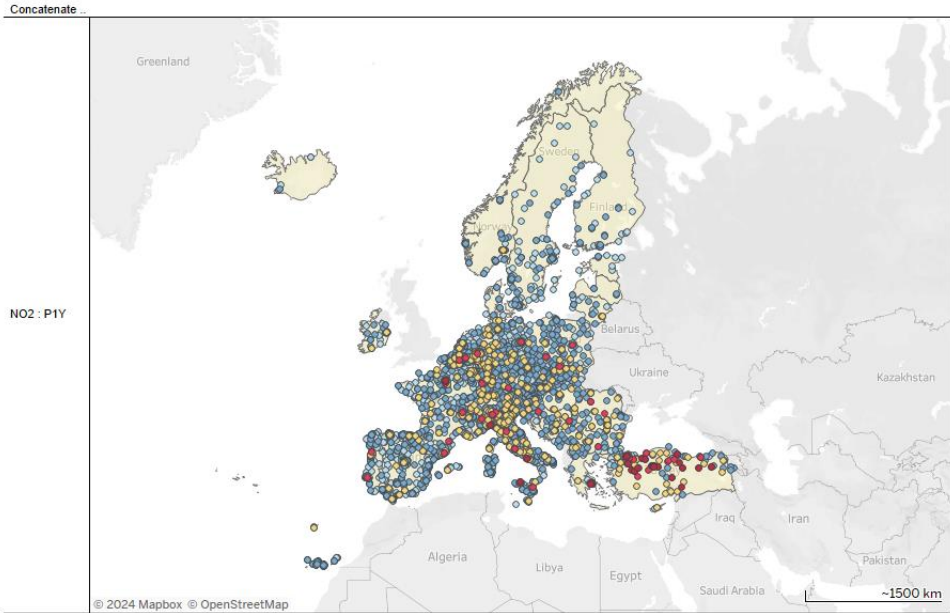 Concatenate ..
NO2 : P1Y
Greenland
Sweden
Finland
Norway
Belarus
Ukraine
Kazakhstan
Iraq
Iran
Algeria
Libya
Egypt
Pakistan
Saudi Arabia
~1500 km
© 2024 Mapbox © OpenStreetMap